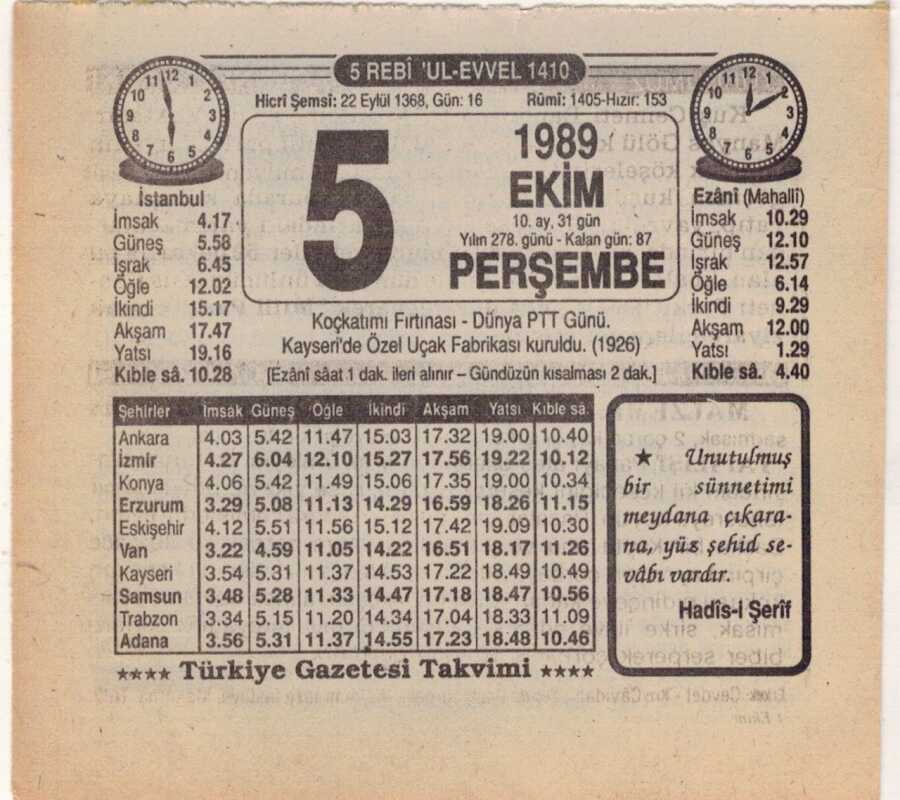 5 REBÎ 'UL-EVVEL 1410
Hicrî Şemsî: 22 Eylül 1368, Gün: 16 Rûmî: 1405-Hızır: 153
5
1989
EKİM
10. ay, 31 gün
Yılın 278. günü - Kalan gün: 87
PERŞEMBE
İstanbul
İmsak 4.17
Güneş 5.58
İşrak 6.45
Öğle 12.02
İkindi 15.17
Akşam 17.47
Yatsı 19.16
Kıble sâ. 10.28
Ezânî (Mahallî)
İmsak 10.29
Güneş 12.10
İşrak 12.57
Öğle 6.14
İkindi 9.29
Akşam 12.00
Yatsı 1.29
Kıble sâ. 4.40
Koçkatımı Fırtınası - Dünya PTT Günü.
Kayseri'de Özel Uçak Fabrikası kuruldu. (1926)
[Ezânî sâat 1 dak. ileri alınır – Gündüzün kısalması 2 dak.]
Şehirler İmsak Güneş Öğle İkindi Akşam Yatsı Kıble sâ.
Ankara 4.03 5.42 11.47 15.03 17.32 19.00 10.40
İzmir 4.27 6.04 12.10 15.27 17.56 19.22 10.12
Konya 4.06 5.42 11.49 15.06 17.35 19.00 10.34
Erzurum 3.29 5.08 11.13 14.29 16.59 18.26 11.15
Eskişehir 4.12 5.51 11.56 15.12 17.42 19.09 10.30
Van 3.22 4.59 11.05 14.22 16.51 18.17 11.26
Kayseri 3.54 5.31 11.37 14.53 17.22 18.49 10.49
Samsun 3.48 5.28 11.33 14.47 17.18 18.47 10.56
Trabzon 3.34 5.15 11.20 14.34 17.04 18.33 11.09
Adana 3.56 5.31 11.37 14.55 17.23 18.48 10.46
★ Unutulmuş
bir sünnetimi
meydana çıkara-
na, yüz şehid se-
vâbı vardır.
Hadîs-i Şerîf
★★★★ Türkiye Gazetesi Takvimi ★★★★